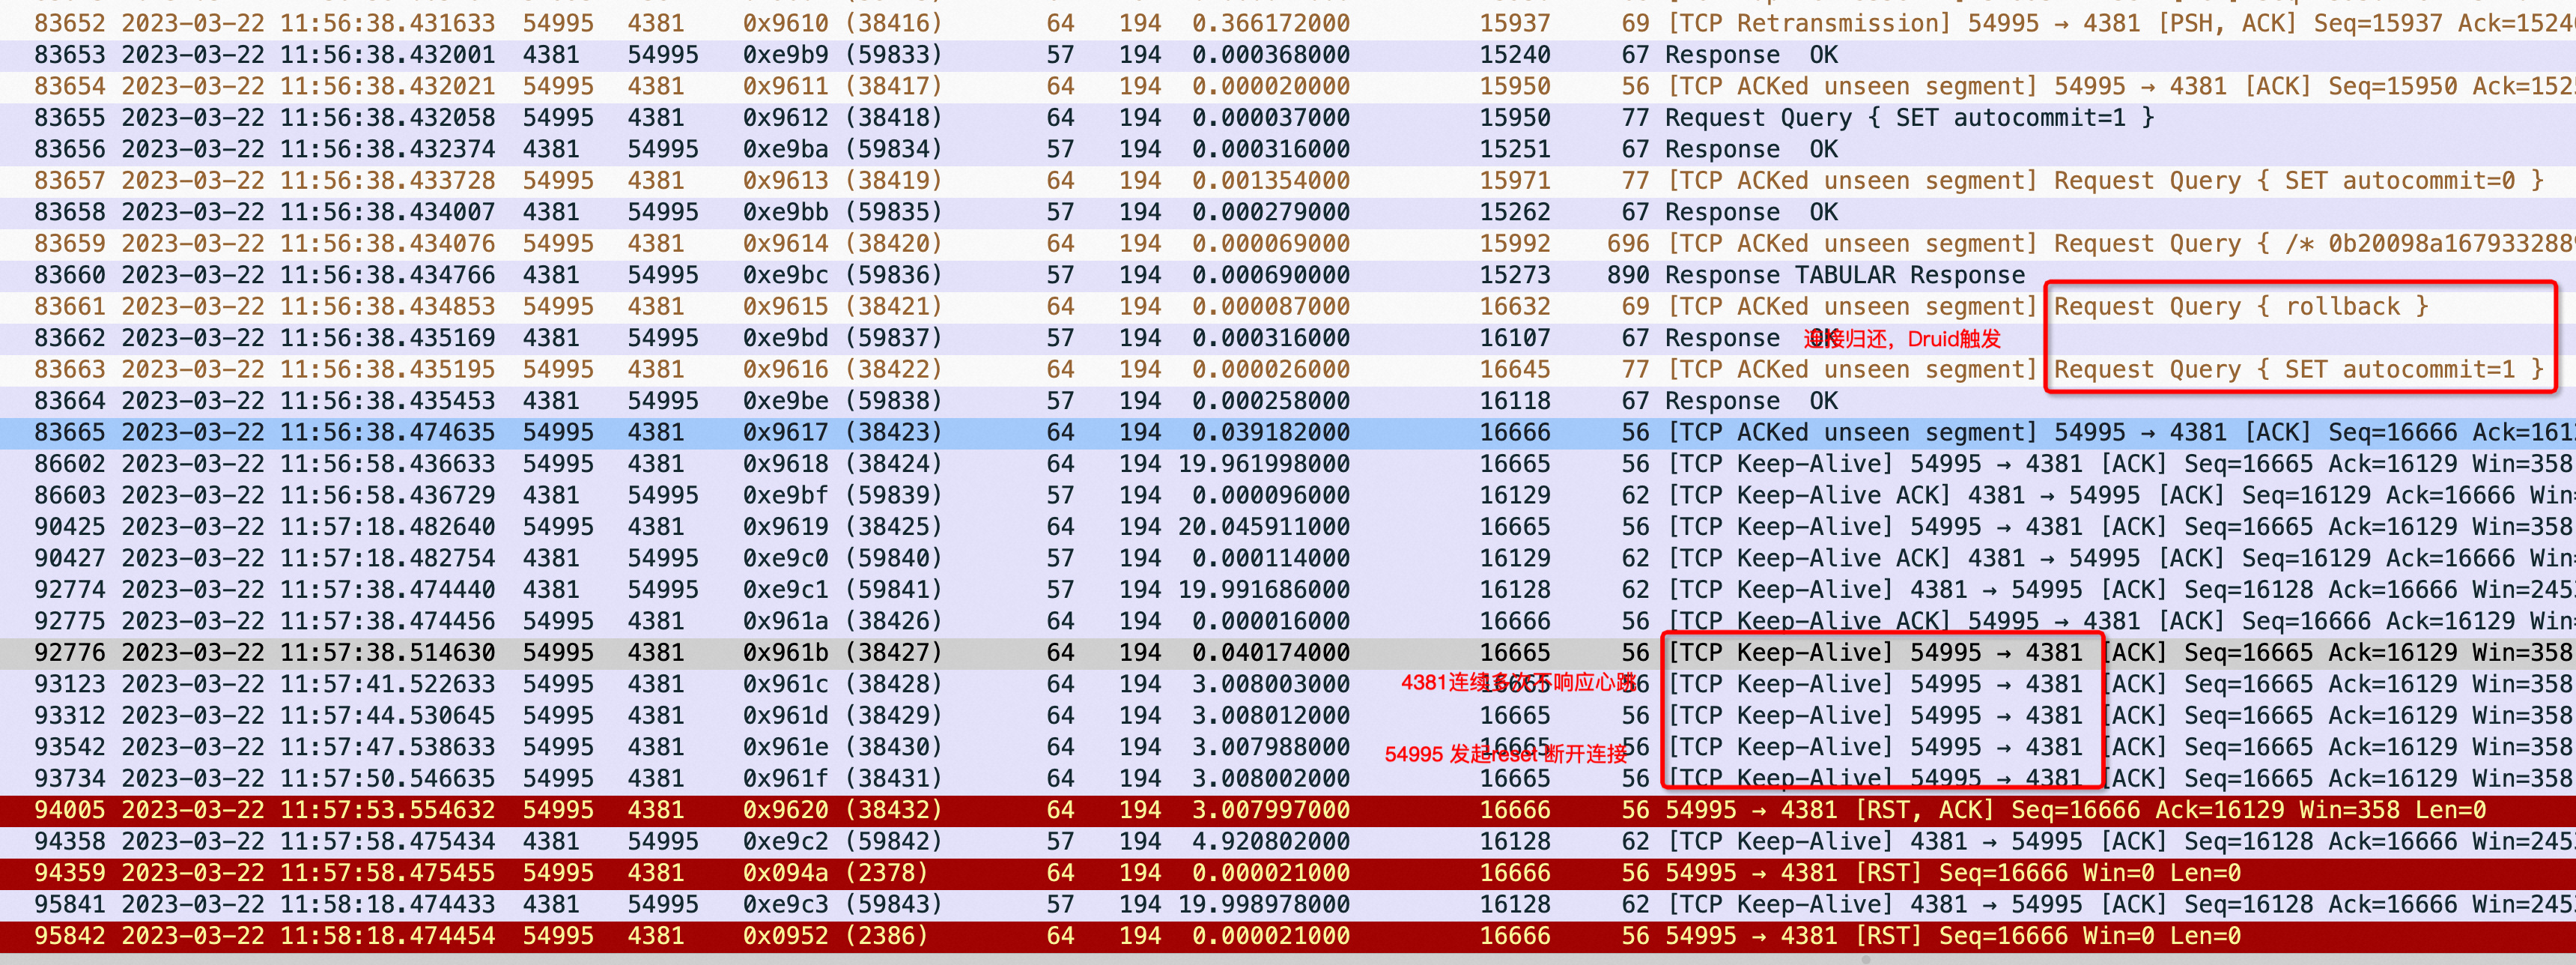 83652 2023-03-22 11:56:38.431633 54995 4381 0x9610 (38416) 64 194 0.366172000 15937 69 [TCP Retransmission] 54995 → 4381 [PSH, ACK] Seq=15937 Ack=1524
83653 2023-03-22 11:56:38.432001 4381 54995 0xe9b9 (59833) 57 194 0.000368000 15240 67 Response OK
83654 2023-03-22 11:56:38.432021 54995 4381 0x9611 (38417) 64 194 0.000020000 15950 56 [TCP ACKed unseen segment] 54995 → 4381 [ACK] Seq=15950 Ack=152
83655 2023-03-22 11:56:38.432058 54995 4381 0x9612 (38418) 64 194 0.000037000 15950 77 Request Query { SET autocommit=1 }
83656 2023-03-22 11:56:38.432374 4381 54995 0xe9ba (59834) 57 194 0.000316000 15251 67 Response OK
83657 2023-03-22 11:56:38.433728 54995 4381 0x9613 (38419) 64 194 0.001354000 15971 77 [TCP ACKed unseen segment] Request Query { SET autocommit=0 }
83658 2023-03-22 11:56:38.434007 4381 54995 0xe9bb (59835) 57 194 0.000279000 15262 67 Response OK
83659 2023-03-22 11:56:38.434076 54995 4381 0x9614 (38420) 64 194 0.000069000 15992 696 [TCP ACKed unseen segment] Request Query { /* 0b20098a167933288
83660 2023-03-22 11:56:38.434766 4381 54995 0xe9bc (59836) 57 194 0.000690000 15273 890 Response TABULAR Response
83661 2023-03-22 11:56:38.434853 54995 4381 0x9615 (38421) 64 194 0.000087000 16632 69 [TCP ACKed unseen segment] Request Query { rollback }
83662 2023-03-22 11:56:38.435169 4381 54995 0xe9bd (59837) 57 194 0.000316000 16107 67 Response OK
连接归还，Druid触发
83663 2023-03-22 11:56:38.435195 54995 4381 0x9616 (38422) 64 194 0.000026000 16645 77 [TCP ACKed unseen segment] Request Query { SET autocommit=1 }
83664 2023-03-22 11:56:38.435453 4381 54995 0xe9be (59838) 57 194 0.000258000 16118 67 Response OK
83665 2023-03-22 11:56:38.474635 54995 4381 0x9617 (38423) 64 194 0.039182000 16666 56 [TCP ACKed unseen segment] 54995 → 4381 [ACK] Seq=16666 Ack=161
86602 2023-03-22 11:56:58.436633 54995 4381 0x9618 (38424) 64 194 19.961998000 16665 56 [TCP Keep-Alive] 54995 → 4381 [ACK] Seq=16665 Ack=16129 Win=358
86603 2023-03-22 11:56:58.436729 4381 54995 0xe9bf (59839) 57 194 0.000096000 16129 62 [TCP Keep-Alive ACK] 4381 → 54995 [ACK] Seq=16129 Ack=16666 Win=
90425 2023-03-22 11:57:18.482640 54995 4381 0x9619 (38425) 64 194 20.045911000 16665 56 [TCP Keep-Alive] 54995 → 4381 [ACK] Seq=16665 Ack=16129 Win=358
90427 2023-03-22 11:57:18.482754 4381 54995 0xe9c0 (59840) 57 194 0.000114000 16129 62 [TCP Keep-Alive ACK] 4381 → 54995 [ACK] Seq=16129 Ack=16666 Win=
92774 2023-03-22 11:57:38.474440 4381 54995 0xe9c1 (59841) 57 194 19.991686000 16128 62 [TCP Keep-Alive] 4381 → 54995 [ACK] Seq=16128 Ack=16666 Win=245
92775 2023-03-22 11:57:38.474456 54995 4381 0x961a (38426) 64 194 0.000016000 16666 56 [TCP Keep-Alive ACK] 54995 → 4381 [ACK] Seq=16666 Ack=16129 Win=
92776 2023-03-22 11:57:38.514630 54995 4381 0x961b (38427) 64 194 0.040174000 16665 56 [TCP Keep-Alive] 54995 → 4381 [ACK] Seq=16665 Ack=16129 Win=358
93123 2023-03-22 11:57:41.522633 54995 4381 0x961c (38428) 64 194 3.008003000 16665 56 [TCP Keep-Alive] 54995 → 4381 [ACK] Seq=16665 Ack=16129 Win=358
4381连续多次不响应心跳
93312 2023-03-22 11:57:44.530645 54995 4381 0x961d (38429) 64 194 3.008012000 16665 56 [TCP Keep-Alive] 54995 → 4381 [ACK] Seq=16665 Ack=16129 Win=358
93542 2023-03-22 11:57:47.538633 54995 4381 0x961e (38430) 64 194 3.007988000 16665 56 [TCP Keep-Alive] 54995 → 4381 [ACK] Seq=16665 Ack=16129 Win=358
54995 发起reset 断开连接
93734 2023-03-22 11:57:50.546635 54995 4381 0x961f (38431) 64 194 3.008002000 16665 56 [TCP Keep-Alive] 54995 → 4381 [ACK] Seq=16665 Ack=16129 Win=358
94005 2023-03-22 11:57:53.554632 54995 4381 0x9620 (38432) 64 194 3.007997000 16666 56 54995 → 4381 [RST, ACK] Seq=16666 Ack=16129 Win=358 Len=0
94358 2023-03-22 11:57:58.475434 4381 54995 0xe9c2 (59842) 57 194 4.920802000 16128 62 [TCP Keep-Alive] 4381 → 54995 [ACK] Seq=16128 Ack=16666 Win=245
94359 2023-03-22 11:57:58.475455 54995 4381 0x094a (2378) 64 194 0.000021000 16666 56 54995 → 4381 [RST] Seq=16666 Win=0 Len=0
95841 2023-03-22 11:58:18.474433 4381 54995 0xe9c3 (59843) 57 194 19.998978000 16128 62 [TCP Keep-Alive] 4381 → 54995 [ACK] Seq=16128 Ack=16666 Win=245
95842 2023-03-22 11:58:18.474454 54995 4381 0x0952 (2386) 64 194 0.000021000 16666 56 54995 → 4381 [RST] Seq=16666 Win=0 Len=0